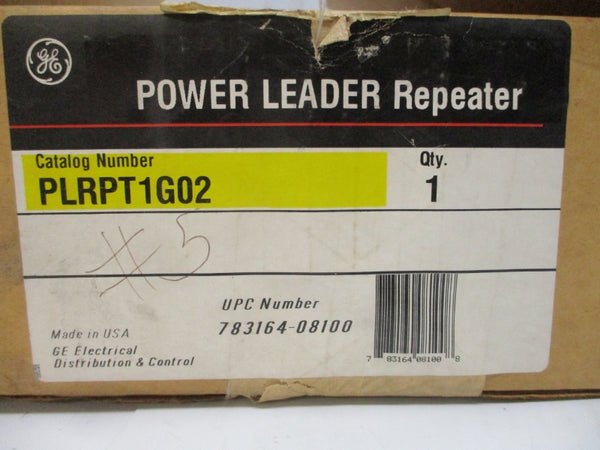 GE
POWER LEADER Repeater
Catalog Number
PLRPT1G02
Qty.
1
#5
UPC Number
783164-08100
Made in USA
GE Electrical
Distribution & Control
7 83164 08100 8